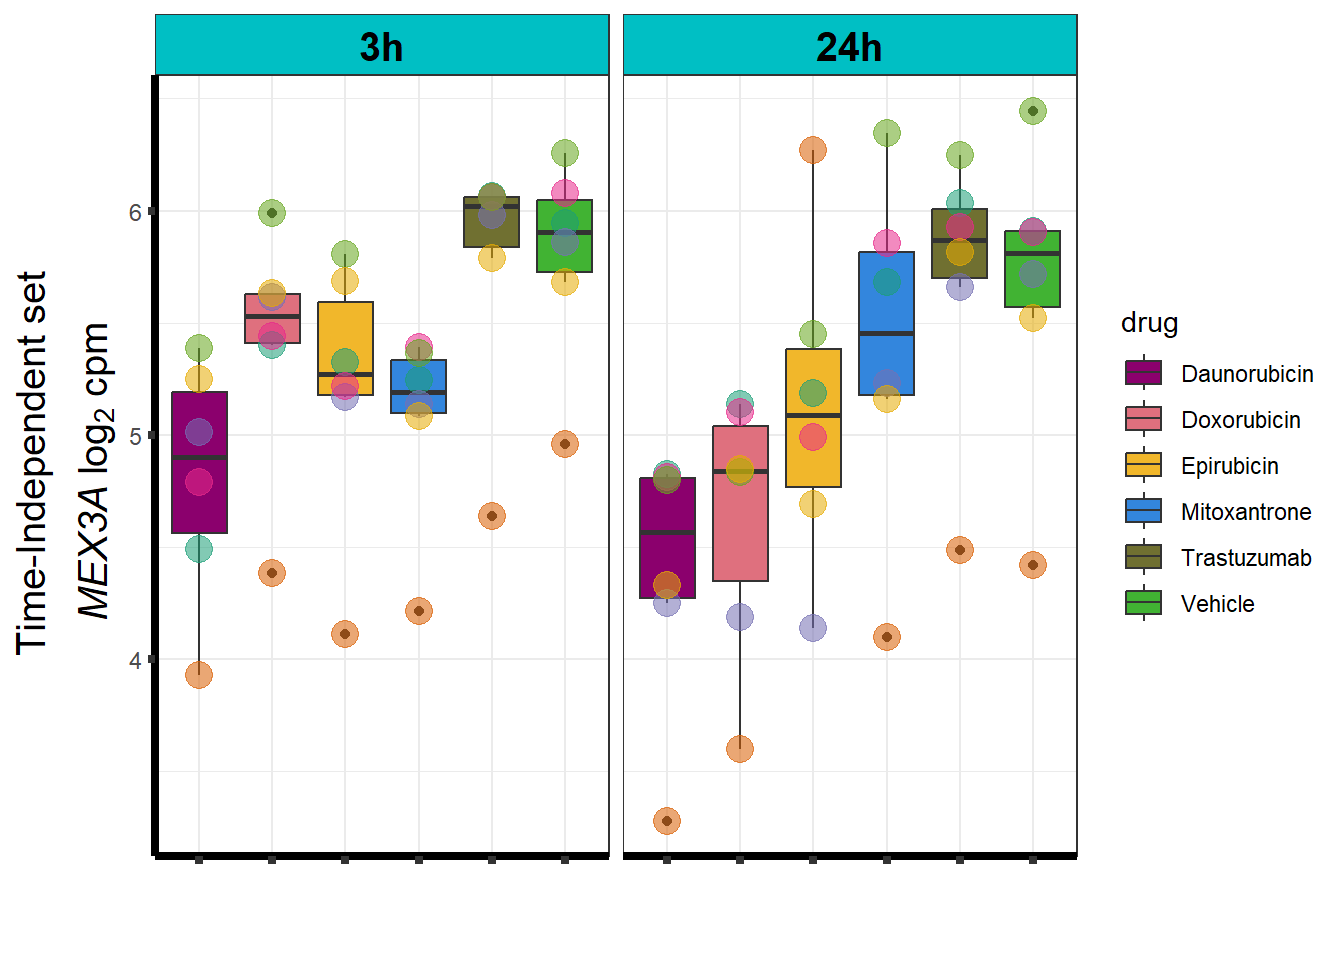 3h
24h
Time-Independent set
MEX3A log2 cpm
6
5
4
drug
Daunorubicin
Doxorubicin
Epirubicin
Mitoxantrone
Trastuzumab
Vehicle